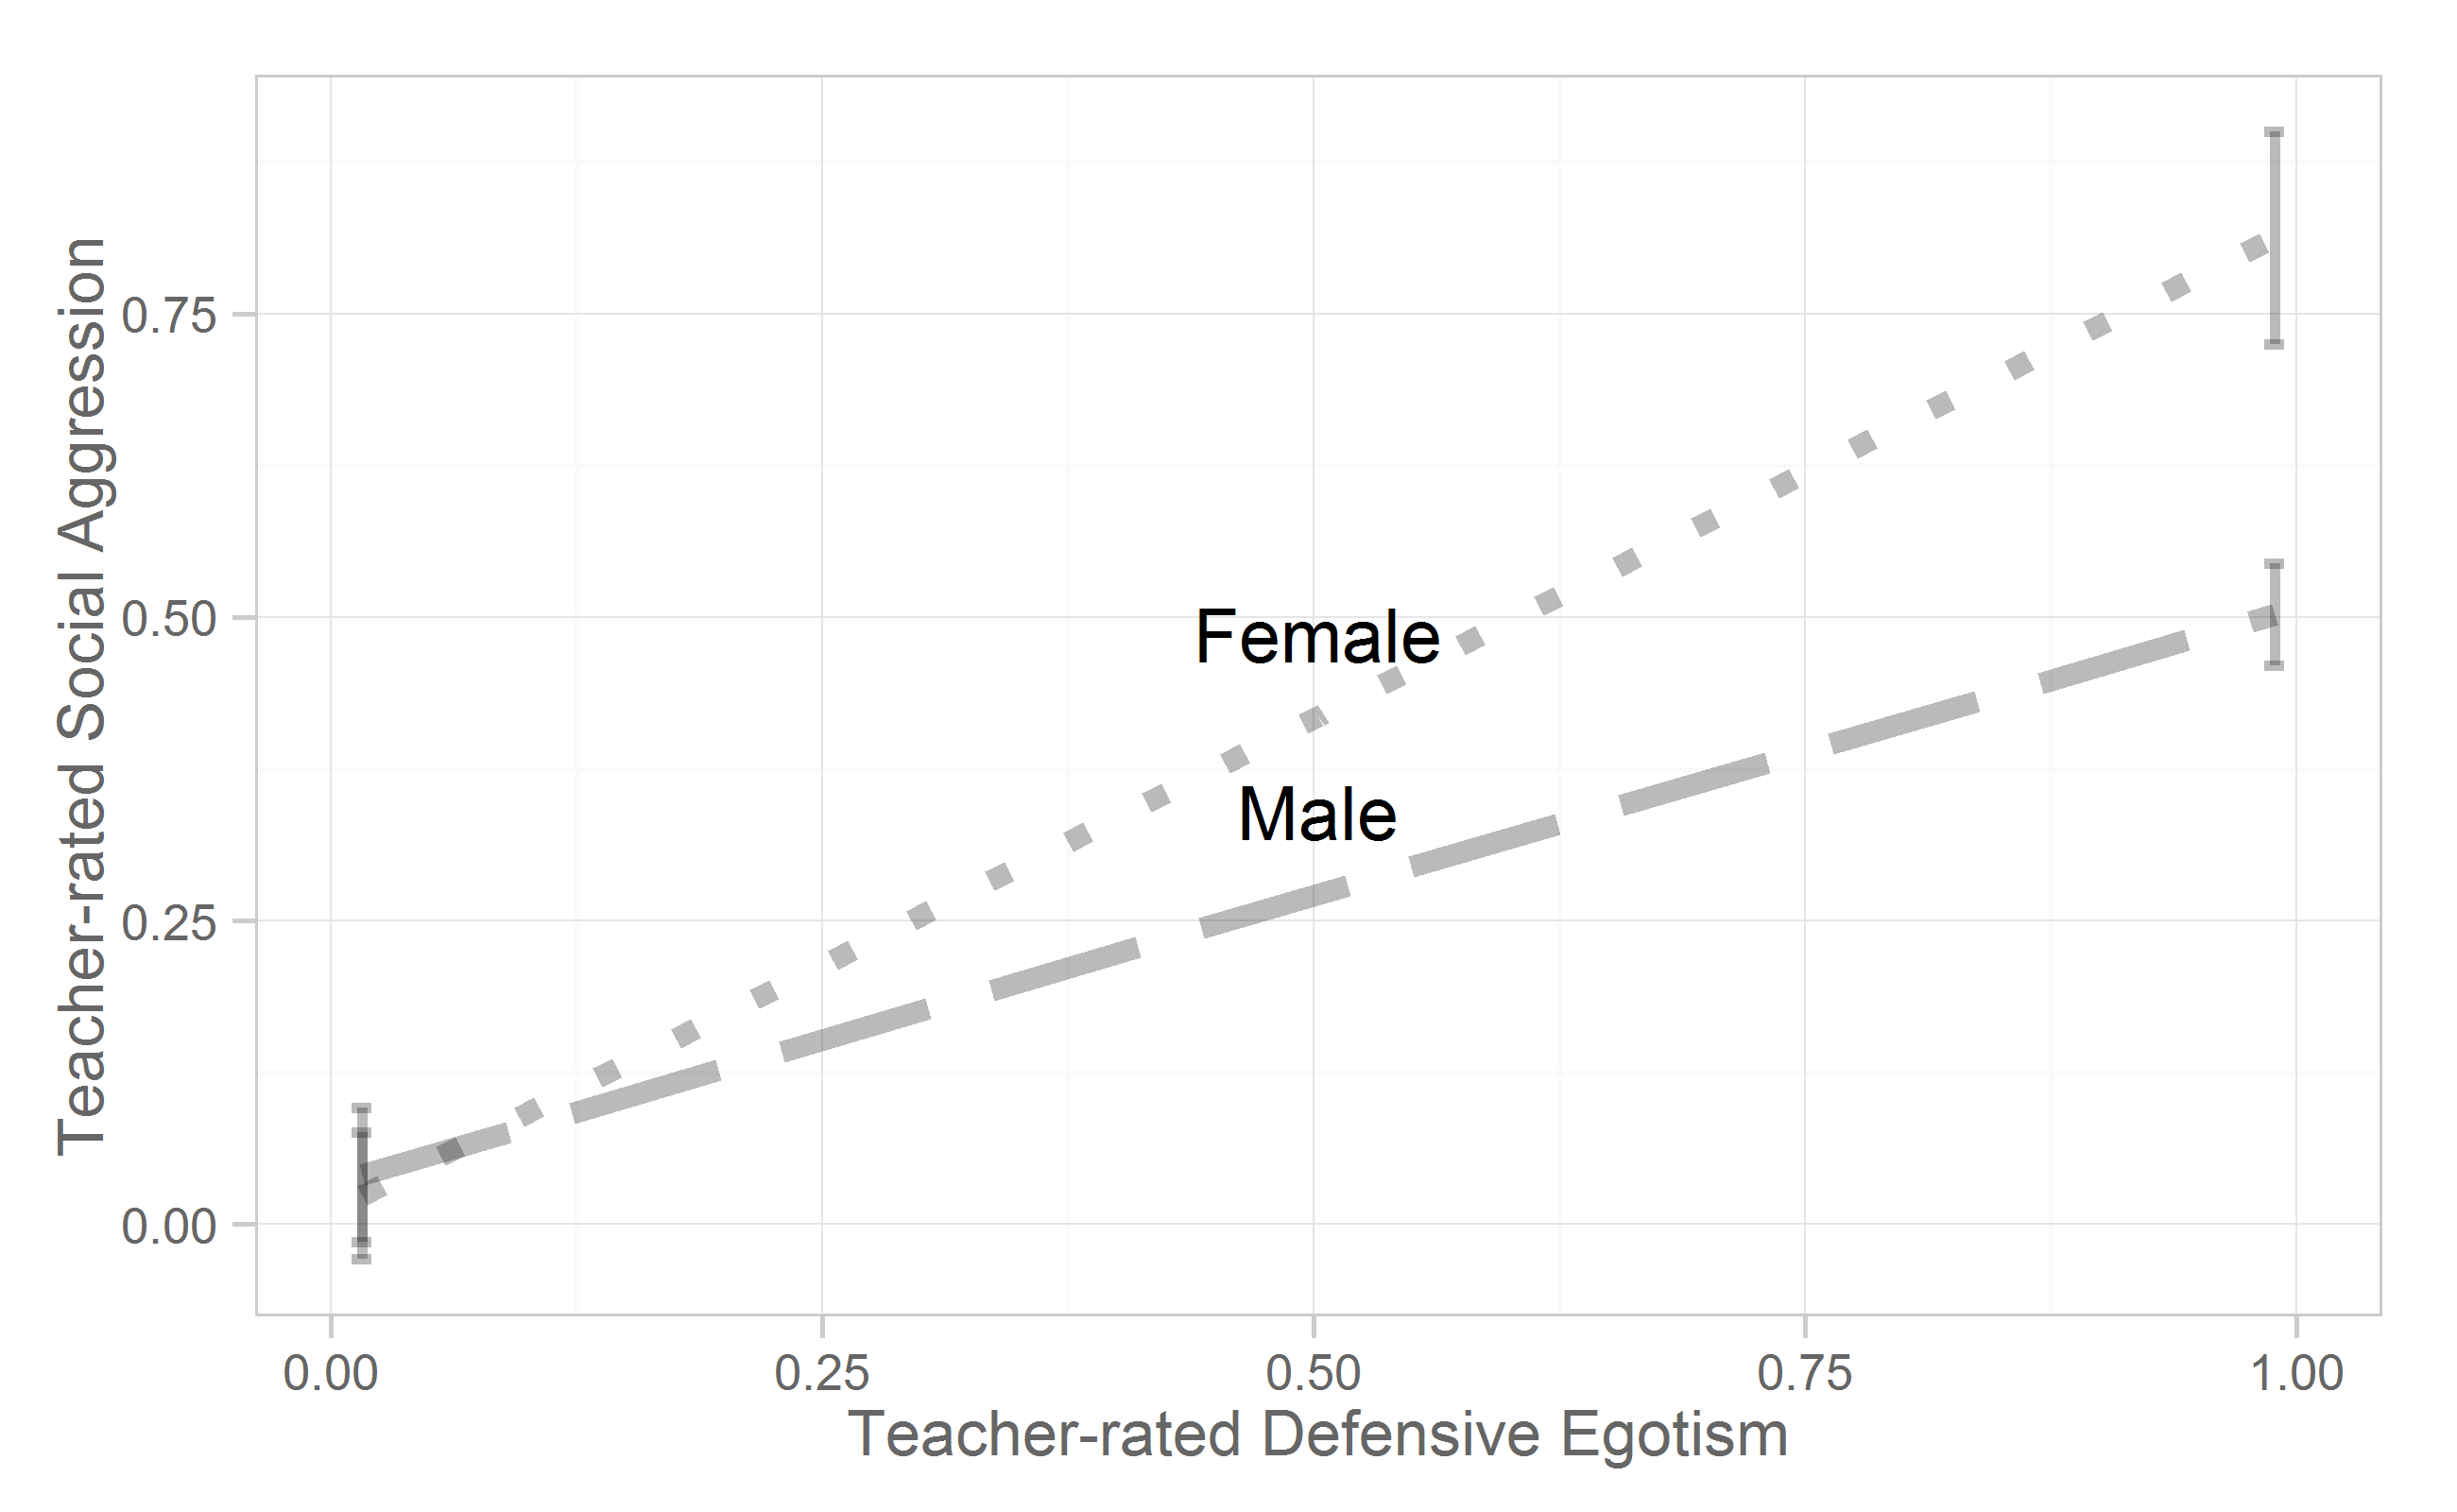 Teacher-rated Social Aggression
0.75
0.50
0.25
0.00
Female
Male
0.00 0.25 0.50 0.75 1.00
Teacher-rated Defensive Egotism